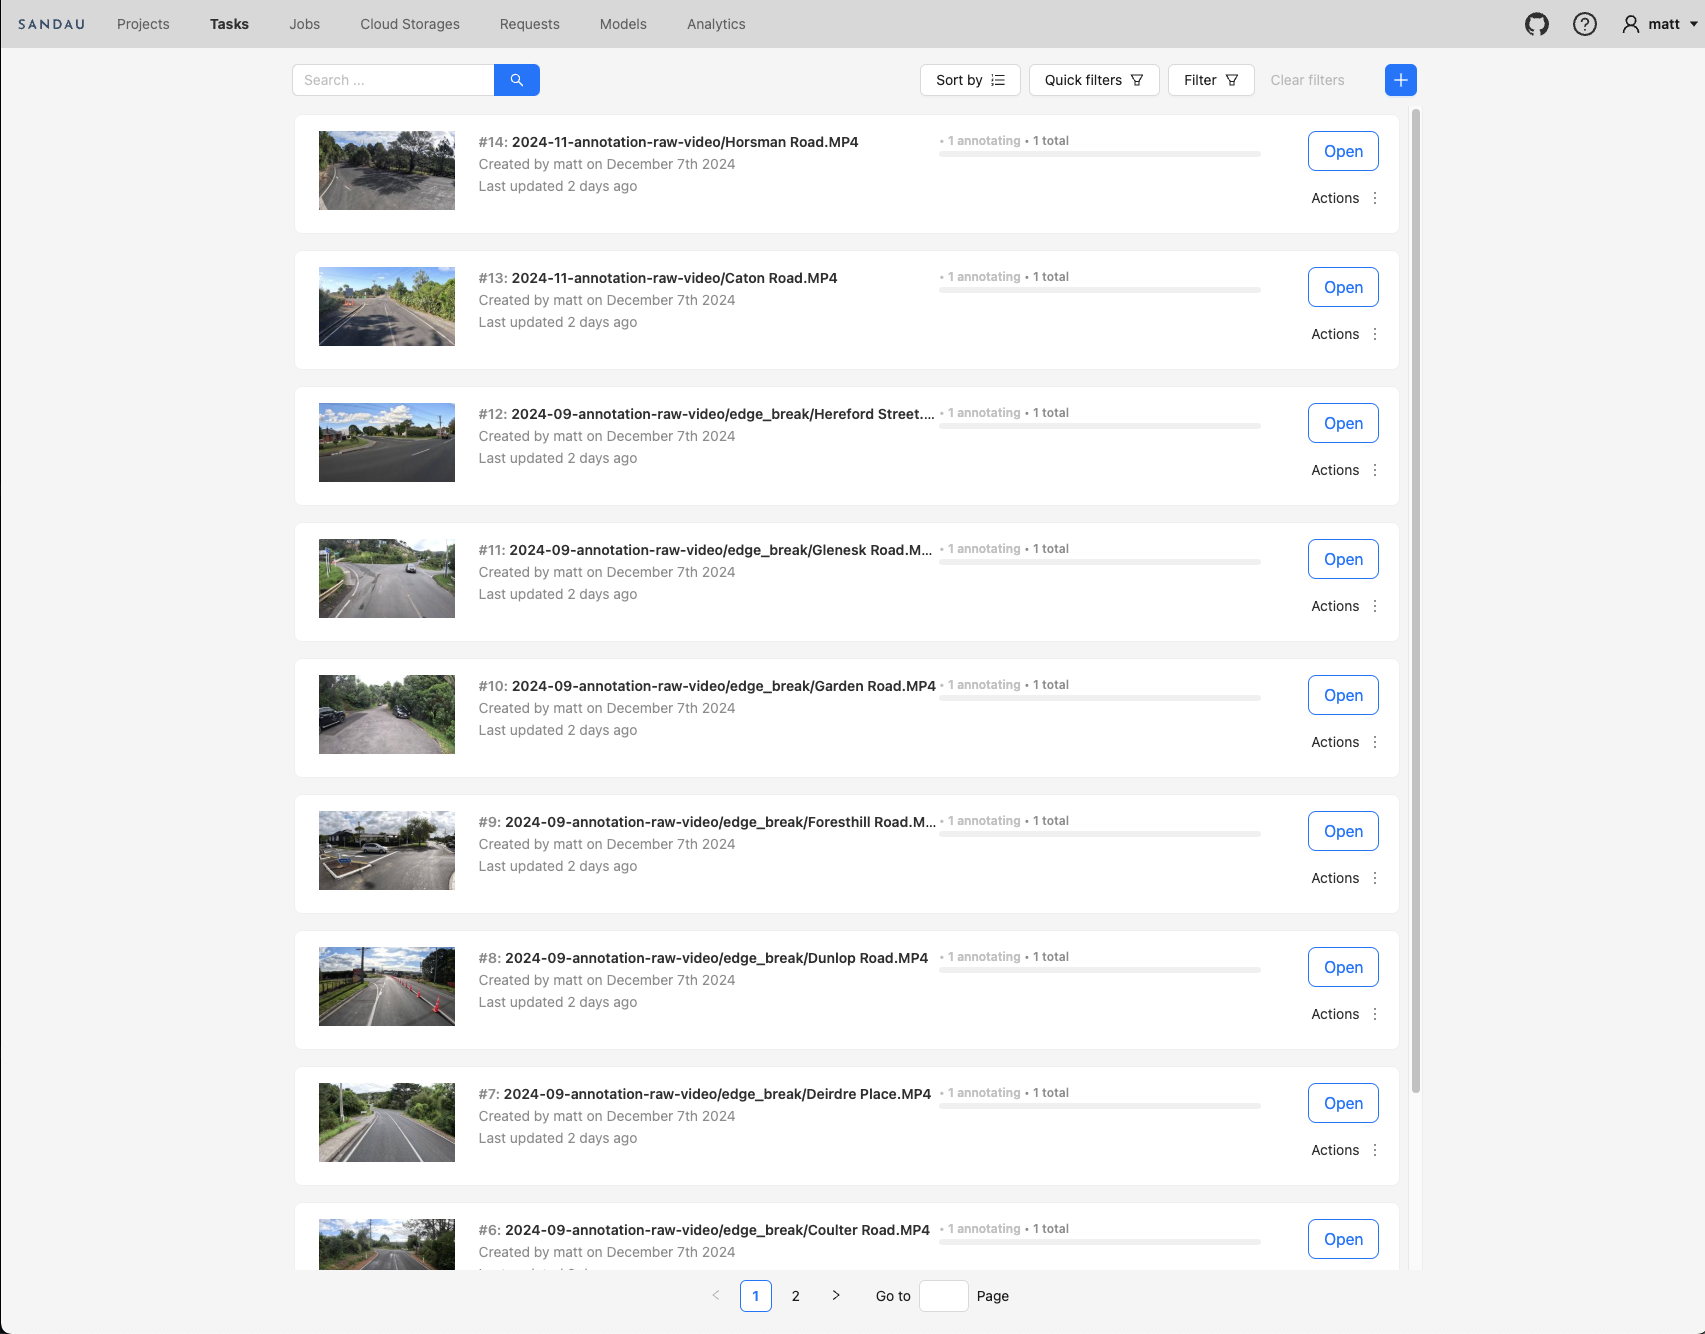 SANDAU Projects Tasks Jobs Cloud Storages Requests Models Analytics matt
Search ... Sort by Quick filters Filter Clear filters
#14: 2024-11-annotation-raw-video/Horsman Road.MP4 • 1 annotating • 1 total Open
Created by matt on December 7th 2024
Last updated 2 days ago Actions
#13: 2024-11-annotation-raw-video/Caton Road.MP4 • 1 annotating • 1 total Open
Created by matt on December 7th 2024
Last updated 2 days ago Actions
#12: 2024-09-annotation-raw-video/edge_break/Hereford Street.... • 1 annotating • 1 total Open
Created by matt on December 7th 2024
Last updated 2 days ago Actions
#11: 2024-09-annotation-raw-video/edge_break/Glenesk Road.M... • 1 annotating • 1 total Open
Created by matt on December 7th 2024
Last updated 2 days ago Actions
#10: 2024-09-annotation-raw-video/edge_break/Garden Road.MP4 • 1 annotating • 1 total Open
Created by matt on December 7th 2024
Last updated 2 days ago Actions
#9: 2024-09-annotation-raw-video/edge_break/Foresthill Road.M... • 1 annotating • 1 total Open
Created by matt on December 7th 2024
Last updated 2 days ago Actions
#8: 2024-09-annotation-raw-video/edge_break/Dunlop Road.MP4 • 1 annotating • 1 total Open
Created by matt on December 7th 2024
Last updated 2 days ago Actions
#7: 2024-09-annotation-raw-video/edge_break/Deirdre Place.MP4 • 1 annotating • 1 total Open
Created by matt on December 7th 2024
Last updated 2 days ago Actions
#6: 2024-09-annotation-raw-video/edge_break/Coulter Road.MP4 • 1 annotating • 1 total Open
Created by matt on December 7th 2024
< 1 2 > Go to Page